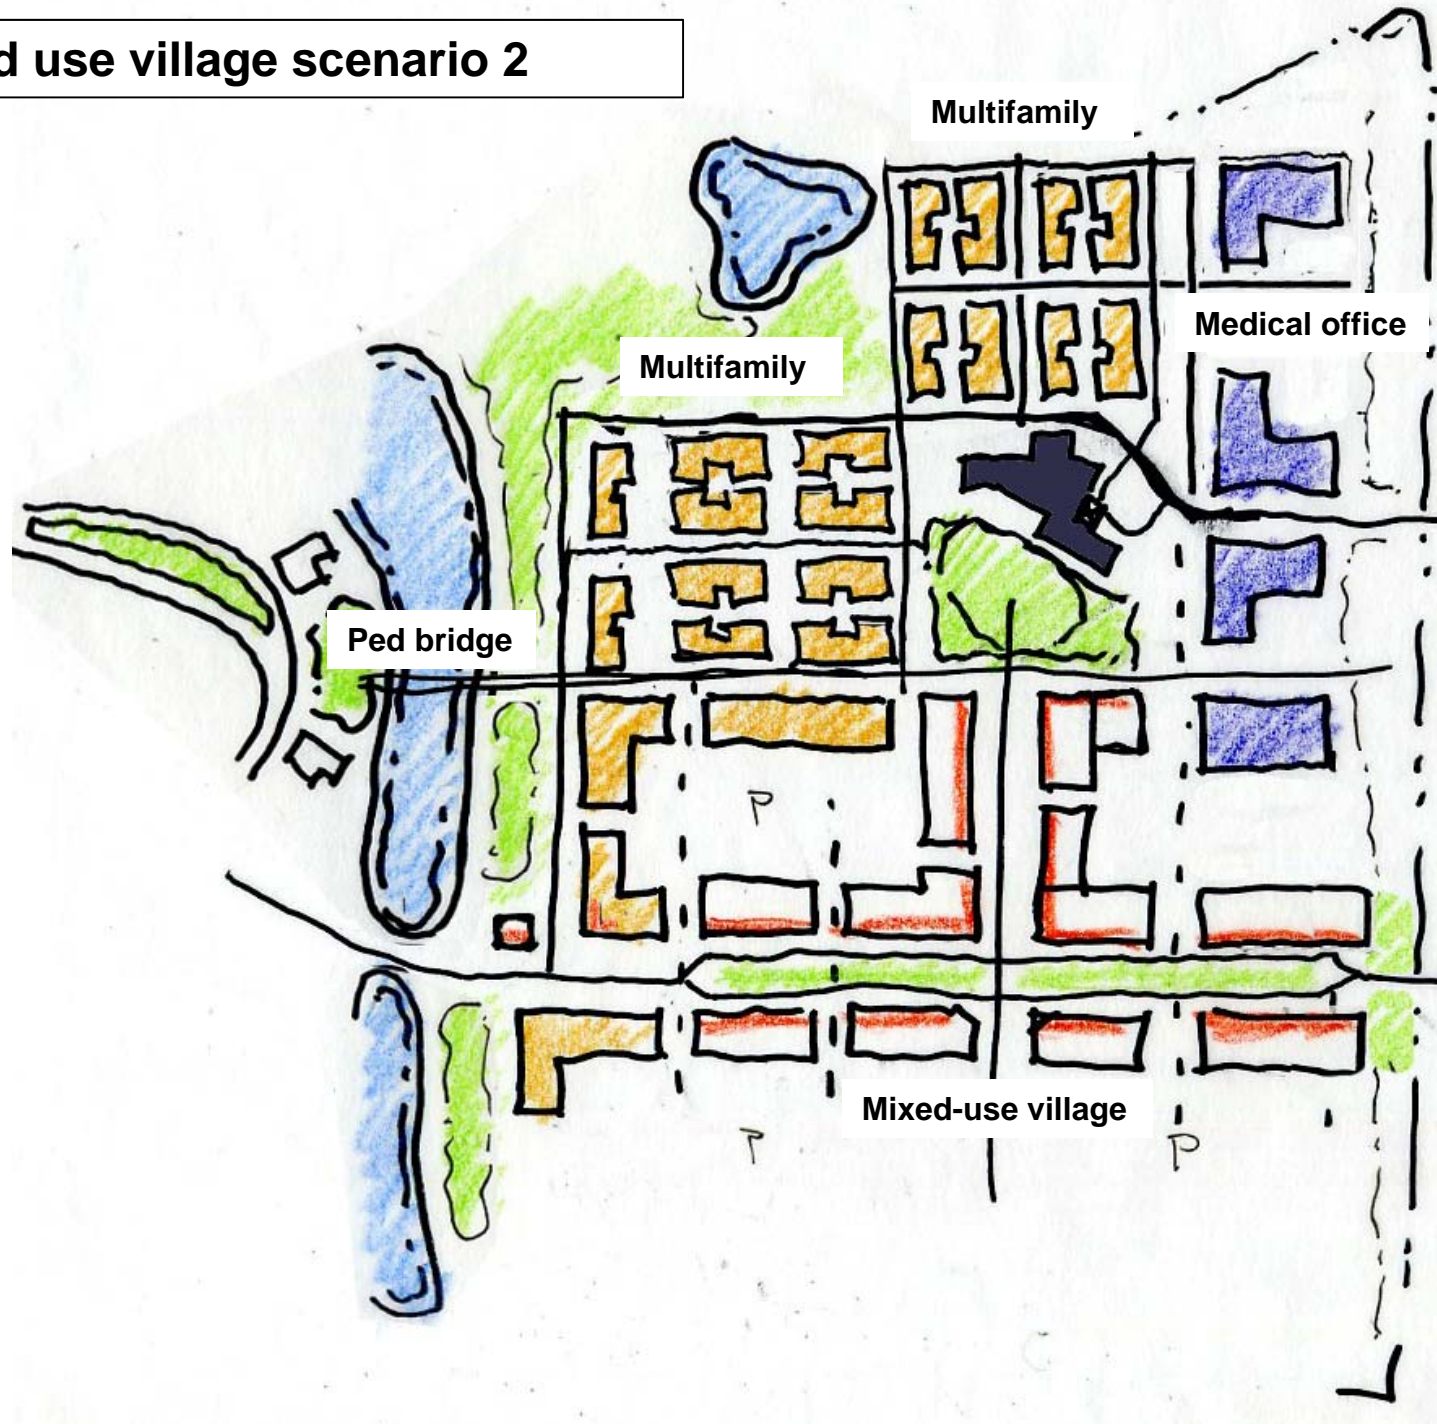 d use village scenario 2
Multifamily
Medical office
Multifamily
Ped bridge
P
Mixed-use village
P
P